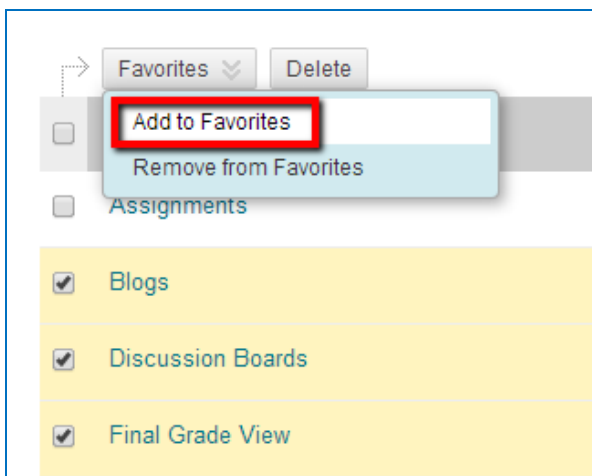 Favorites Delete
Add to Favorites
Remove from Favorites
Assignments
Blogs
Discussion Boards
Final Grade View